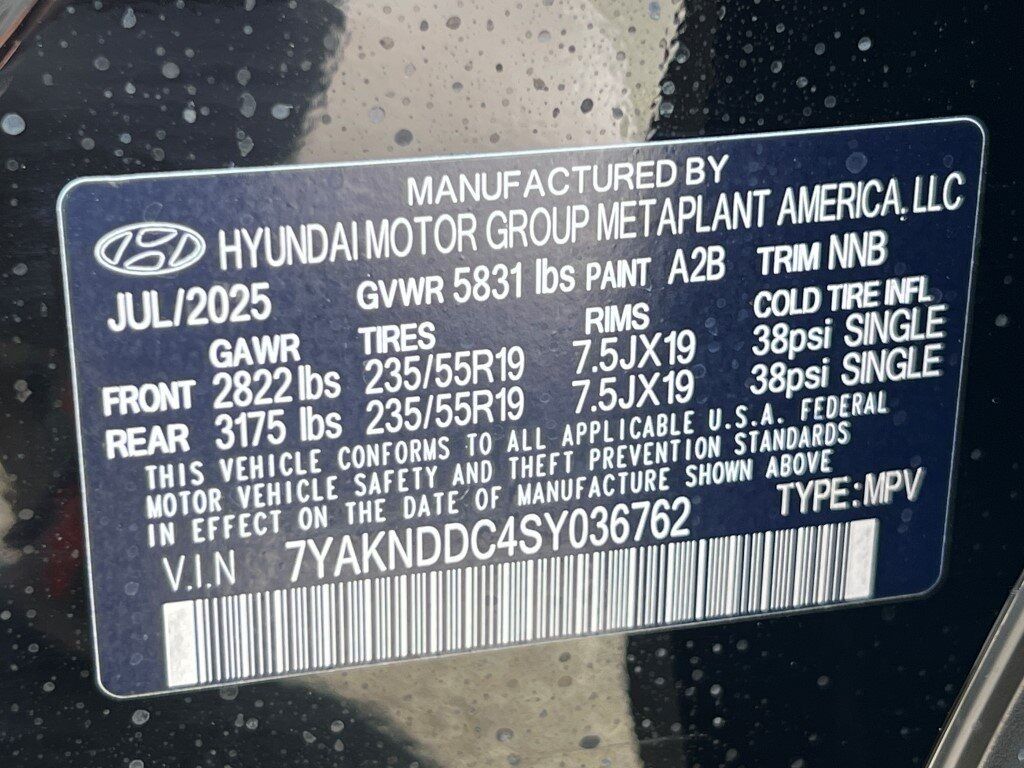 MANUFACTURED BY
HYUNDAI MOTOR GROUP METAPLANT AMERICA, LLC
JUL/2025 GVWR 5831 lbs PAINT A2B TRIM NNB
GAWR TIRES RIMS COLD TIRE INFL
FRONT 2822 lbs 235/55R19 7.5JX19 38psi SINGLE
REAR 3175 lbs 235/55R19 7.5JX19 38psi SINGLE
THIS VEHICLE CONFORMS TO ALL APPLICABLE U.S.A. FEDERAL
MOTOR VEHICLE SAFETY AND THEFT PREVENTION STANDARDS
IN EFFECT ON THE DATE OF MANUFACTURE SHOWN ABOVE
V.I.N 7YAKNDDC4SY036762 TYPE:MPV